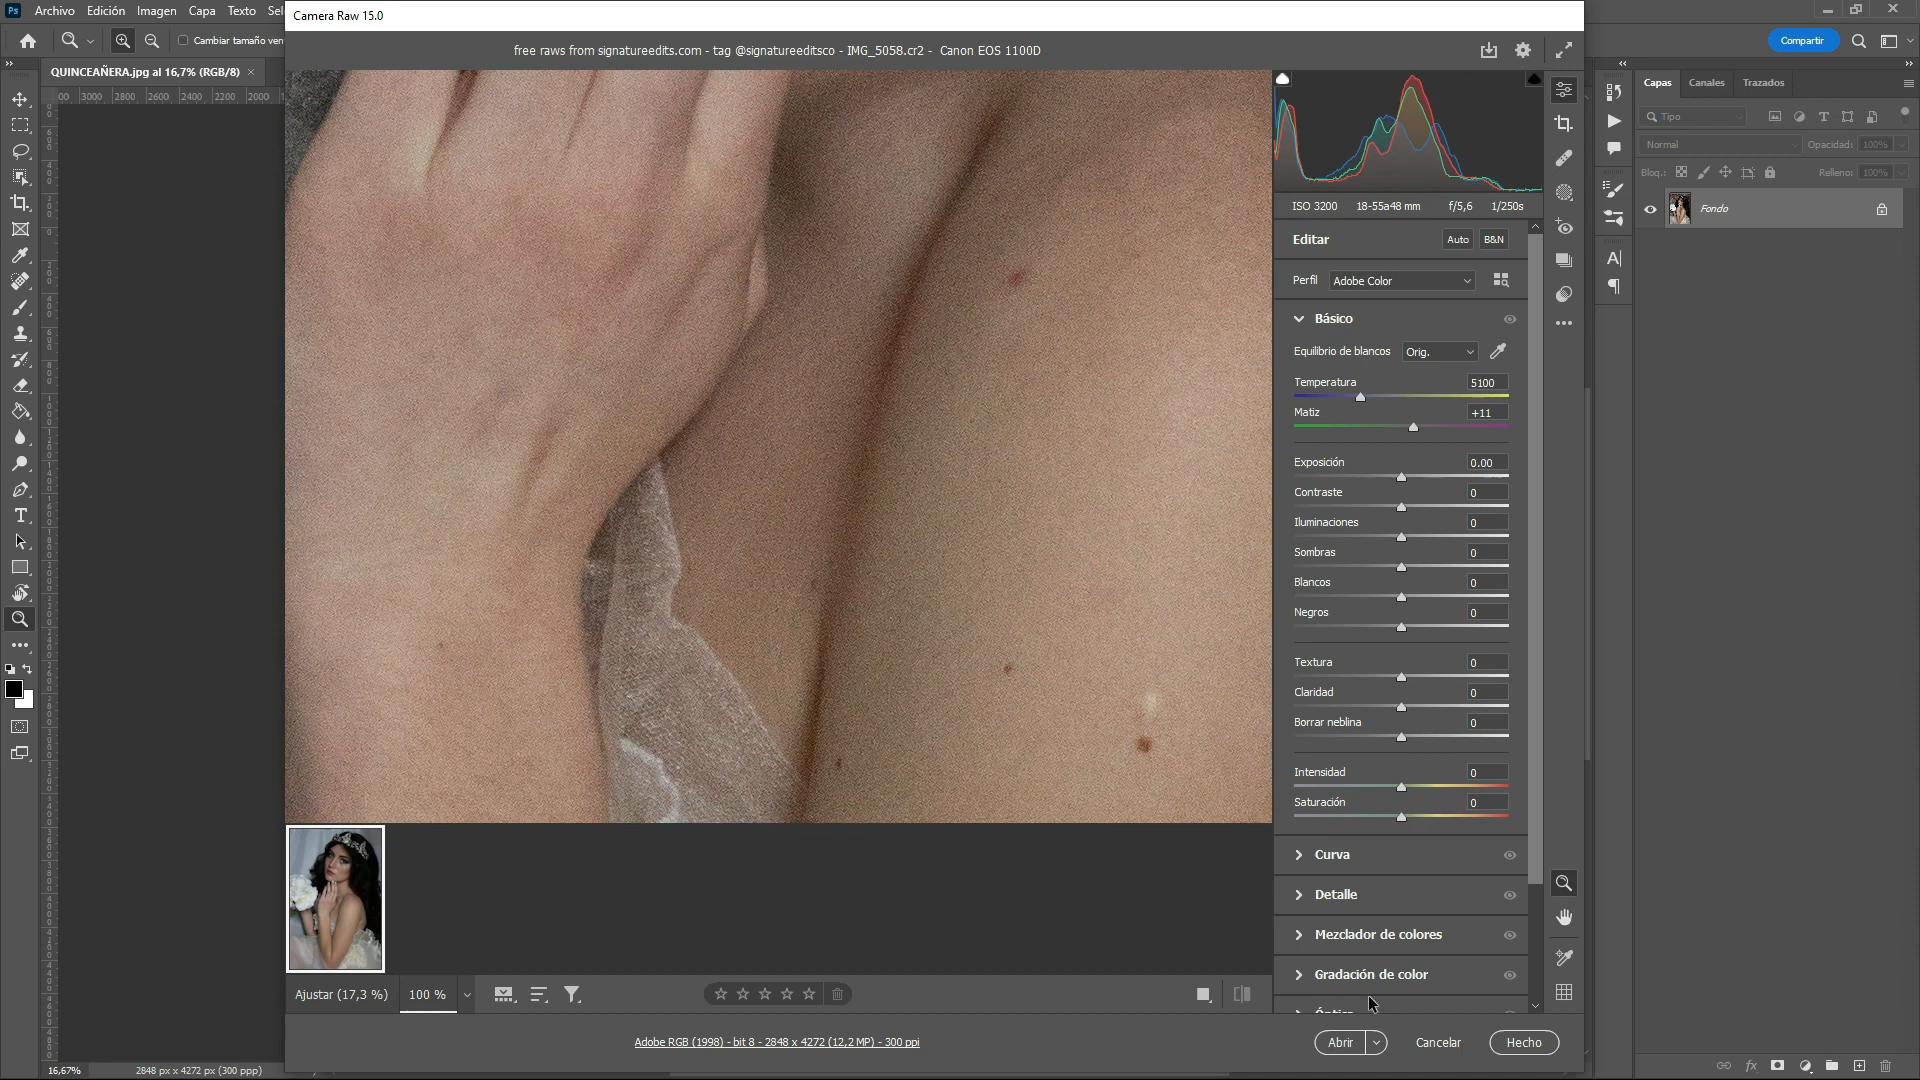 Ps Archivo Edición Imagen Capa Texto Sel
Camera Raw 15.0
Cambiar tamaño ven
free raws from signatureedits.com - tag @signatureeditsco - IMG_5058.cr2 - Canon EOS 1100D
Compartir
QUINCEAÑERA.jpg al 16,7% (RGB/8) ×
00 3000 2800 2600 2400 2200 2000
Capas Canales Trazados
Tipo
Normal Opacidad: 100%
Bloq.: Relleno: 100%
Fondo
ISO 3200 18-55a48 mm f/5,6 1/250s
Editar Auto B&N
Perfil Adobe Color
Básico
Equilibrio de blancos Orig.
Temperatura 5100
Matiz +11
Exposición 0.00
Contraste 0
Iluminaciones 0
Sombras 0
Blancos 0
Negros 0
Textura 0
Claridad 0
Borrar neblina 0
Intensidad 0
Saturación 0
Curva
Detalle
Mezclador de colores
Gradación de color
Ajustar (17,3 %) 100 %
Adobe RGB (1998) - bit 8 - 2848 x 4272 (12,2 MP) - 300 ppi
Abrir Cancelar Hecho
16,67% 2848 px x 4272 px (300 ppp)